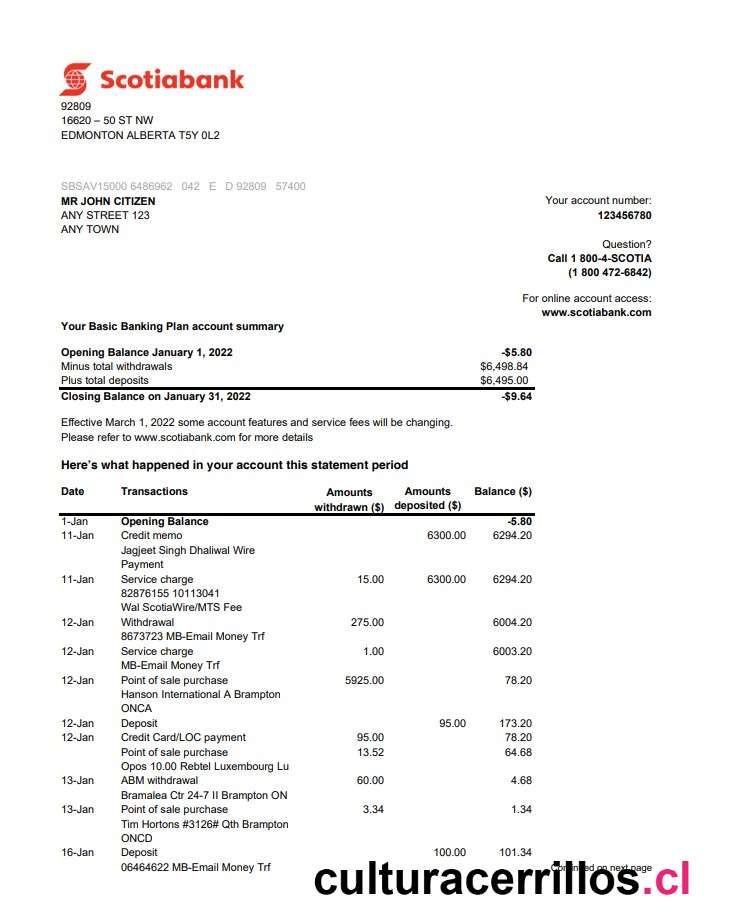 Scotiabank
92809
16620 – 50 ST NW
EDMONTON ALBERTA T5Y 0L2
SBSAV15000 6486962 042 E D 92809 57400
MR JOHN CITIZEN
ANY STREET 123
ANY TOWN
Your account number:
123456780
Question?
Call 1 800-4-SCOTIA
(1 800 472-6842)
For online account access:
www.scotiabank.com
Your Basic Banking Plan account summary
Opening Balance January 1, 2022 -$5.80
Minus total withdrawals $6,498.84
Plus total deposits $6,495.00
Closing Balance on January 31, 2022 -$9.64
Effective March 1, 2022 some account features and service fees will be changing.
Please refer to www.scotiabank.com for more details
Here's what happened in your account this statement period
Date Transactions Amounts Amounts Balance ($)
withdrawn ($) deposited ($)
1-Jan Opening Balance -5.80
11-Jan Credit memo 6300.00 6294.20
Jagjeet Singh Dhaliwal Wire
Payment
11-Jan Service charge 15.00 6300.00 6294.20
82876155 10113041
Wal ScotiaWire/MTS Fee
12-Jan Withdrawal 275.00 6004.20
8673723 MB-Email Money Trf
12-Jan Service charge 1.00 6003.20
MB-Email Money Trf
12-Jan Point of sale purchase 5925.00 78.20
Hanson International A Brampton
ONCA
12-Jan Deposit 95.00 173.20
12-Jan Credit Card/LOC payment 95.00 78.20
Point of sale purchase 13.52 64.68
Opos 10.00 Rebtel Luxembourg Lu
13-Jan ABM withdrawal 60.00 4.68
Bramalea Ctr 24-7 II Brampton ON
13-Jan Point of sale purchase 3.34 1.34
Tim Hortons #3126# Qth Brampton
ONCD
16-Jan Deposit 100.00 101.34
06464622 MB-Email Money Trf
Continued on next page
culturacerrillos.cl